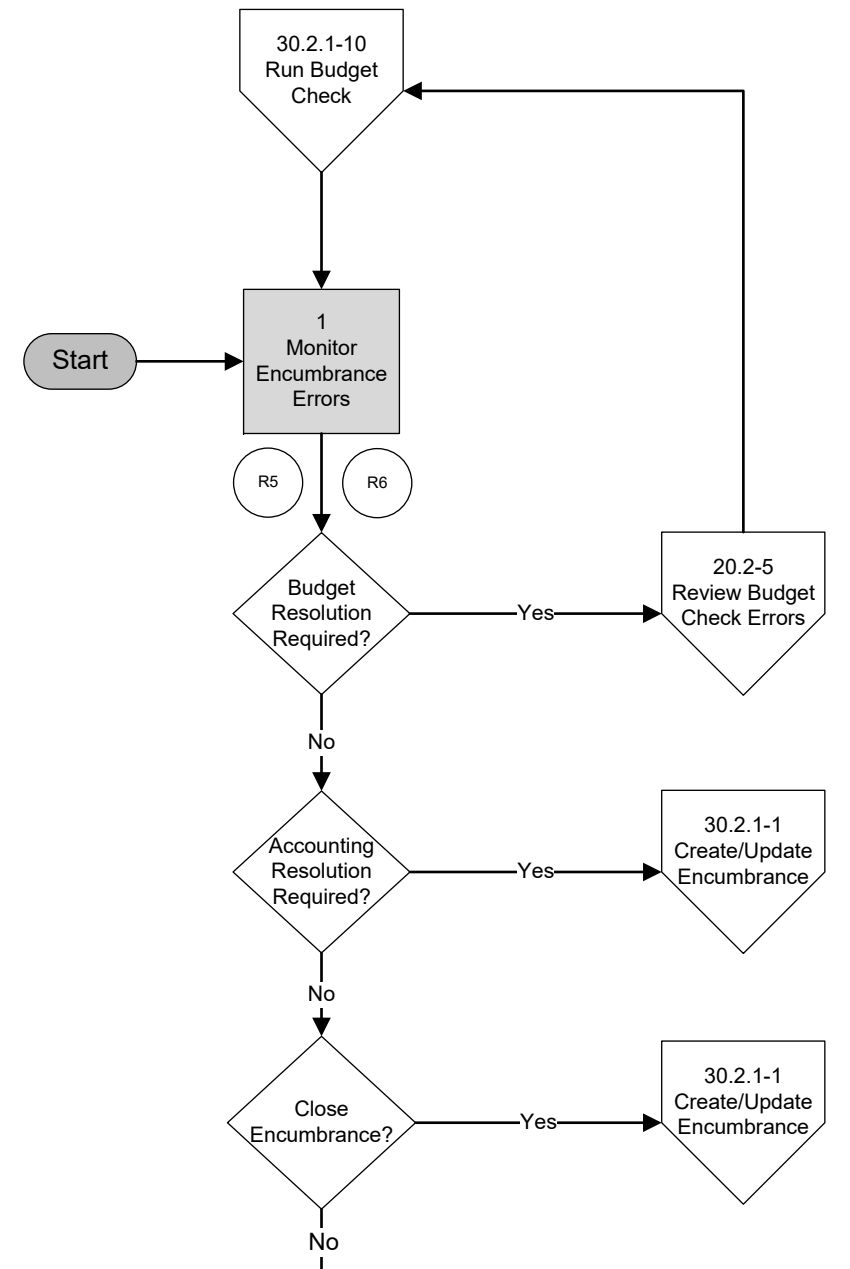 30.2.1-10
Run Budget
Check
Start
1
Monitor
Encumbrance
Errors
R5
R6
Budget
Resolution
Required?
Yes
20.2-5
Review Budget
Check Errors
No
Accounting
Resolution
Required?
Yes
30.2.1-1
Create/Update
Encumbrance
No
Close
Encumbrance?
Yes
30.2.1-1
Create/Update
Encumbrance
No